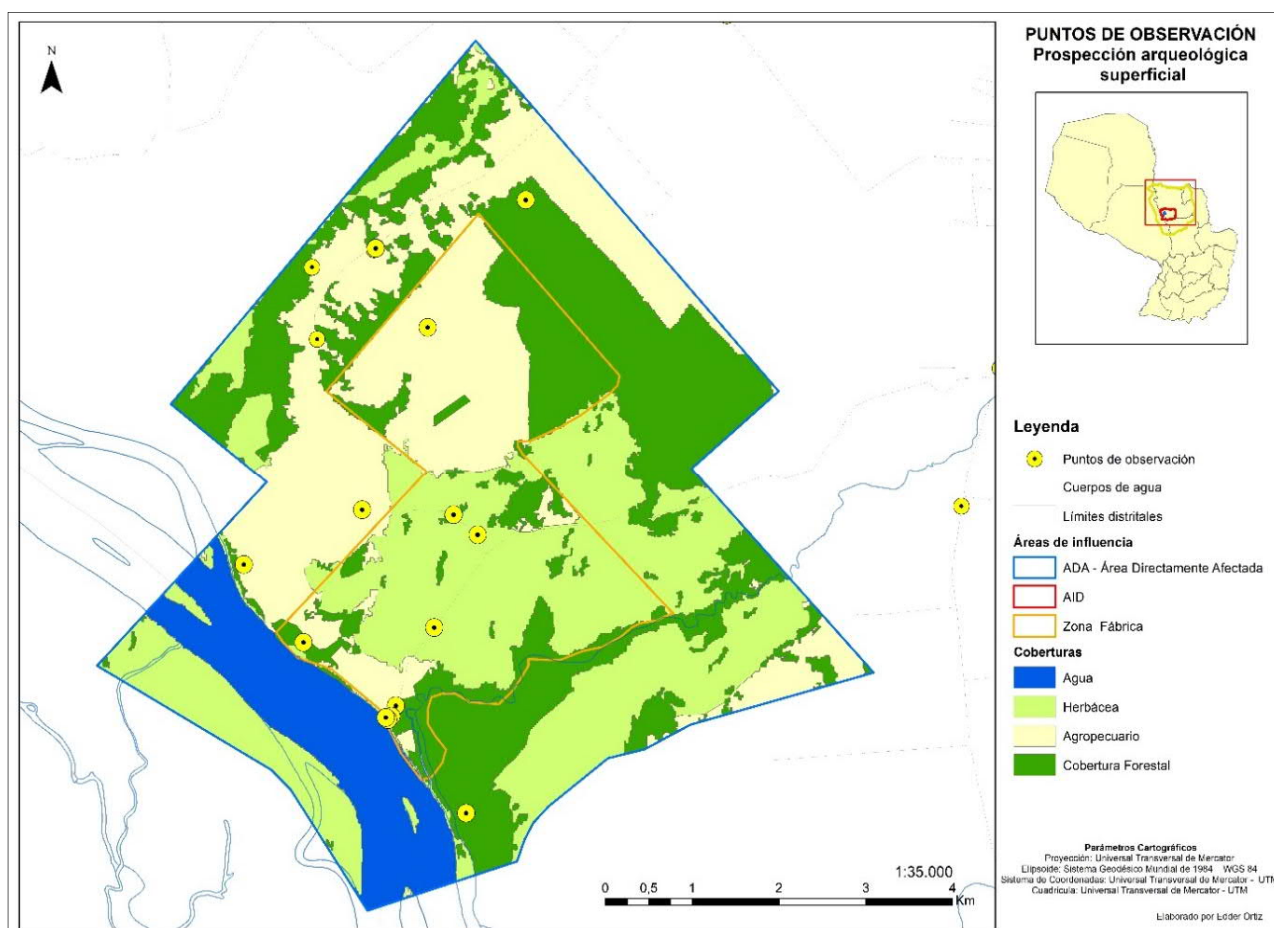 N
PUNTOS DE OBSERVACIÓN
Prospección arqueológica
superficial
Leyenda
Puntos de observación
Cuerpos de agua
Límites distritales
Áreas de influencia
ADA - Área Directamente Afectada
AID
Zona Fábrica
Coberturas
Agua
Herbácea
Agropecuario
Cobertura Forestal
1:35.000
0 0,5 1 2 3 4
Km
Parámetros Cartográficos
Proyección: Universal Transversal de Mercator
Elipsoide: Sistema Geodésico Mundial de 1984 WGS 84
Sistema de Coordenadas: Universal Transversal de Mercator - UTM
Cuadrícula: Universal Transversal de Mercator - UTM
Elaborado por Edder Ortiz